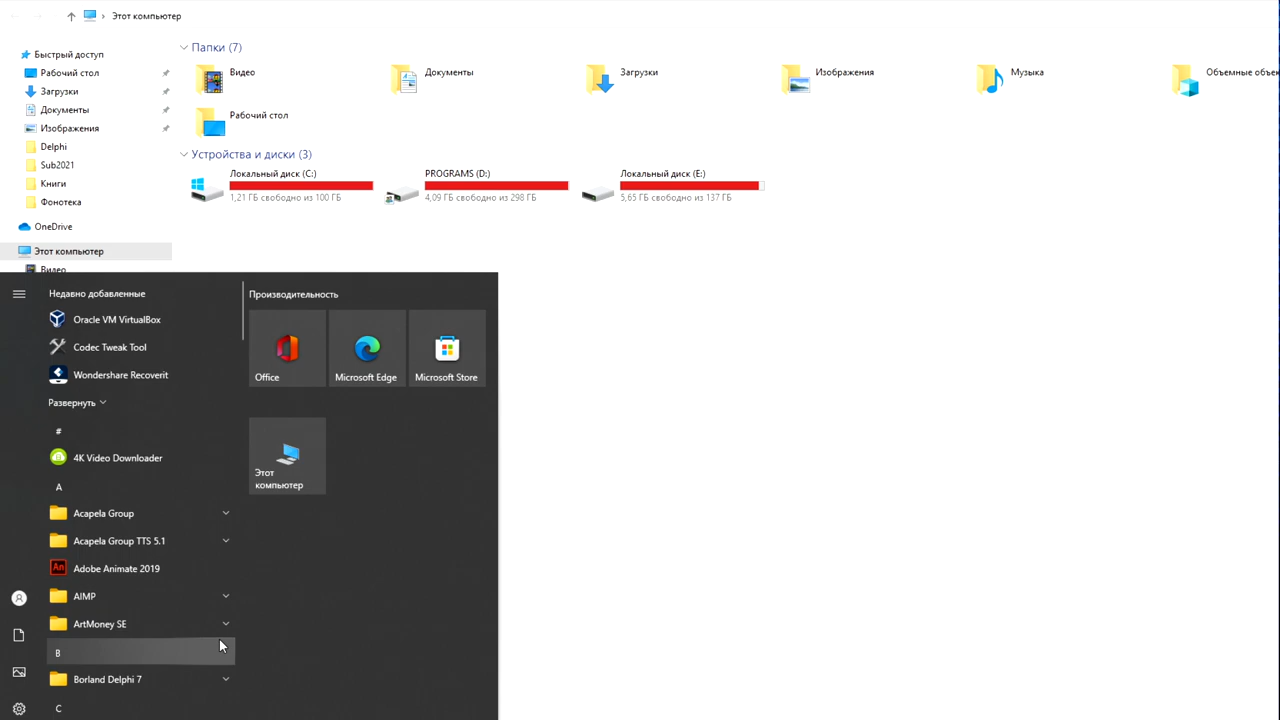 Этот компьютер
Быстрый доступ
Рабочий стол
Загрузки
Документы
Изображения
Delphi
Sub2021
Книги
Фонотека
OneDrive
Этот компьютер
Видео
Папки (7)
Видео
Документы
Загрузки
Изображения
Музыка
Объемные объе
Рабочий стол
Устройства и диски (3)
Локальный диск (C:)
1,21 ГБ свободно из 100 ГБ
PROGRAMS (D:)
4,09 ГБ свободно из 298 ГБ
Локальный диск (E:)
5,65 ГБ свободно из 137 ГБ
Недавно добавленные
Oracle VM VirtualBox
Codec Tweak Tool
Wondershare Recoverit
Развернуть
#
4K Video Downloader
A
Acapela Group
Acapela Group TTS 5.1
An
Adobe Animate 2019
AIMP
ArtMoney SE
B
Borland Delphi 7
C
Производительность
Office
Microsoft Edge
Microsoft Store
Этот
компьютер